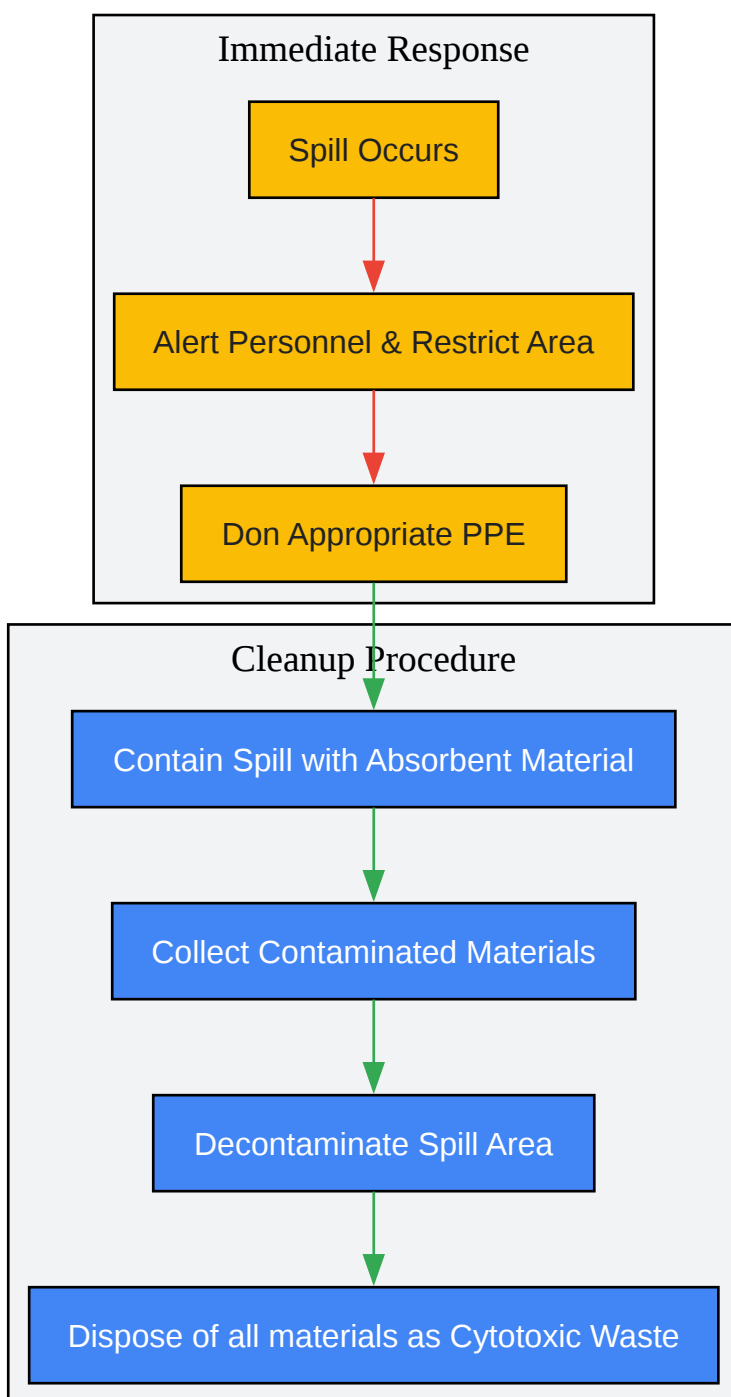 Immediate Response
Spill Occurs
Alert Personnel & Restrict Area
Don Appropriate PPE
Cleanup Procedure
Contain Spill with Absorbent Material
Collect Contaminated Materials
Decontaminate Spill Area
Dispose of all materials as Cytotoxic Waste